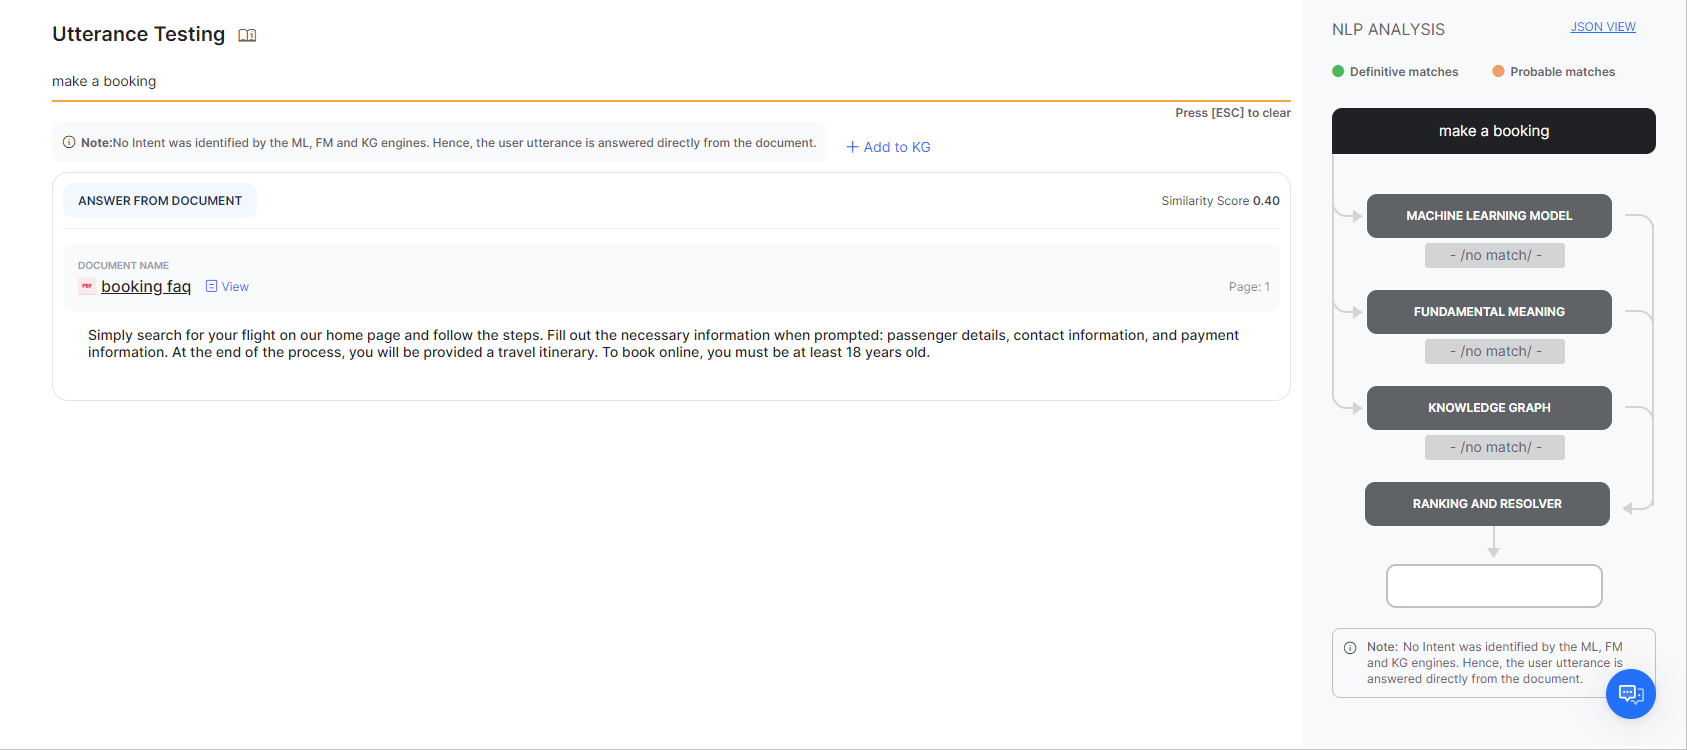 Utterance Testing
make a booking
Press [ESC] to clear
Note:No Intent was identified by the ML, FM and KG engines. Hence, the user utterance is answered directly from the document.
+ Add to KG
ANSWER FROM DOCUMENT
Similarity Score 0.40
DOCUMENT NAME
PDF booking faq View
Page: 1
Simply search for your flight on our home page and follow the steps. Fill out the necessary information when prompted: passenger details, contact information, and payment
information. At the end of the process, you will be provided a travel itinerary. To book online, you must be at least 18 years old.
NLP ANALYSIS
JSON VIEW
Definitive matches
Probable matches
make a booking
MACHINE LEARNING MODEL
- /no match/ -
FUNDAMENTAL MEANING
- /no match/ -
KNOWLEDGE GRAPH
- /no match/ -
RANKING AND RESOLVER
Note: No Intent was identified by the ML, FM
and KG engines. Hence, the user utterance is
answered directly from the document.